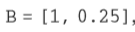 B = [1, 0.25],